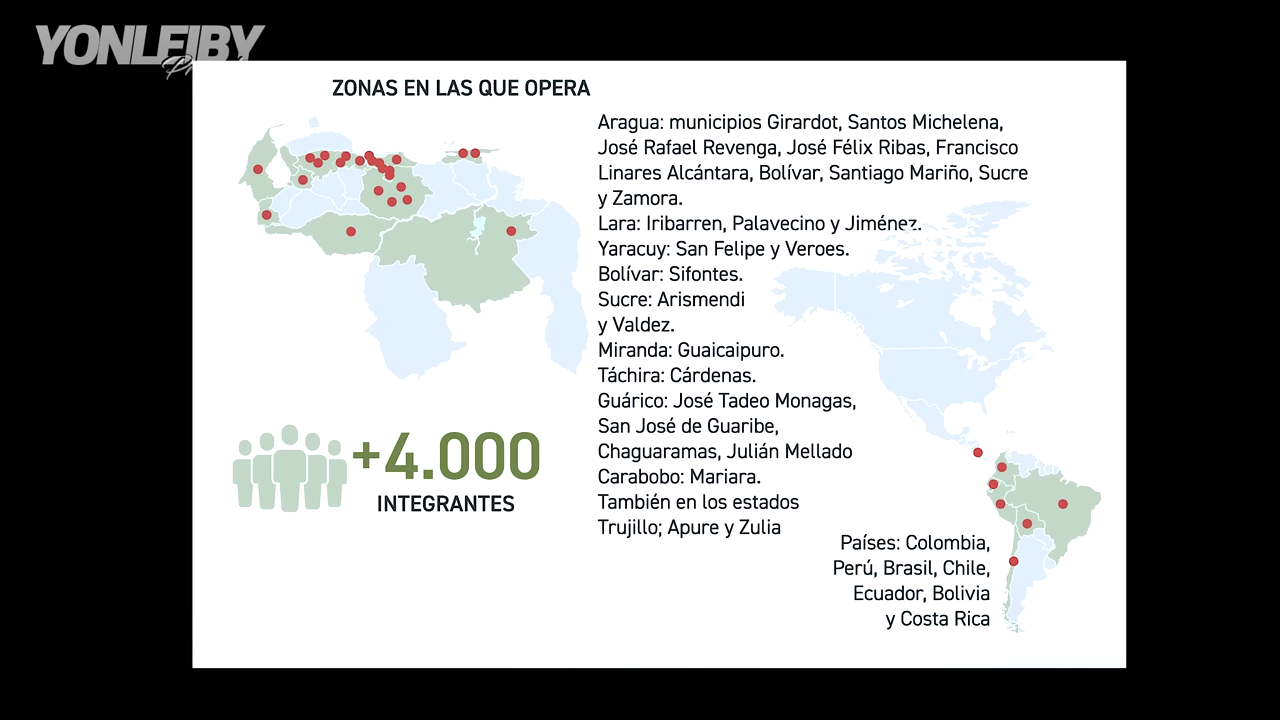 YONLEIBY
ZONAS EN LAS QUE OPERA
Aragua: municipios Girardot, Santos Michelena,
José Rafael Revenga, José Félix Ribas, Francisco
Linares Alcántara, Bolívar, Santiago Mariño, Sucre
y Zamora.
Lara: Iribarren, Palavecino y Jiménez.
Yaracuy: San Felipe y Veroes.
Bolívar: Sifontes.
Sucre: Arismendi
y Valdez.
Miranda: Guaicaipuro.
Táchira: Cárdenas.
Guárico: José Tadeo Monagas,
San José de Guaribe,
Chaguaramas, Julián Mellado
Carabobo: Mariara.
También en los estados
Trujillo; Apure y Zulia
+4.000
INTEGRANTES
Países: Colombia,
Perú, Brasil, Chile,
Ecuador, Bolivia
y Costa Rica